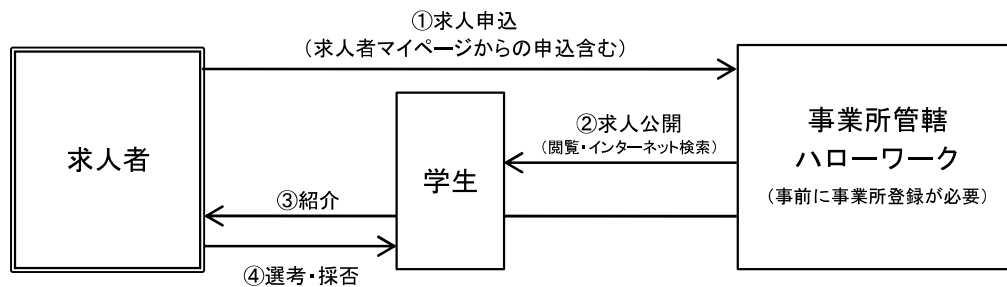 ①求人申込
（求人者マイページからの申込含む）
求人者
学生
②求人公開
（閲覧・インターネット検索）
事業所管轄
ハローワーク
（事前に事業所登録が必要）
③紹介
④選考・採否